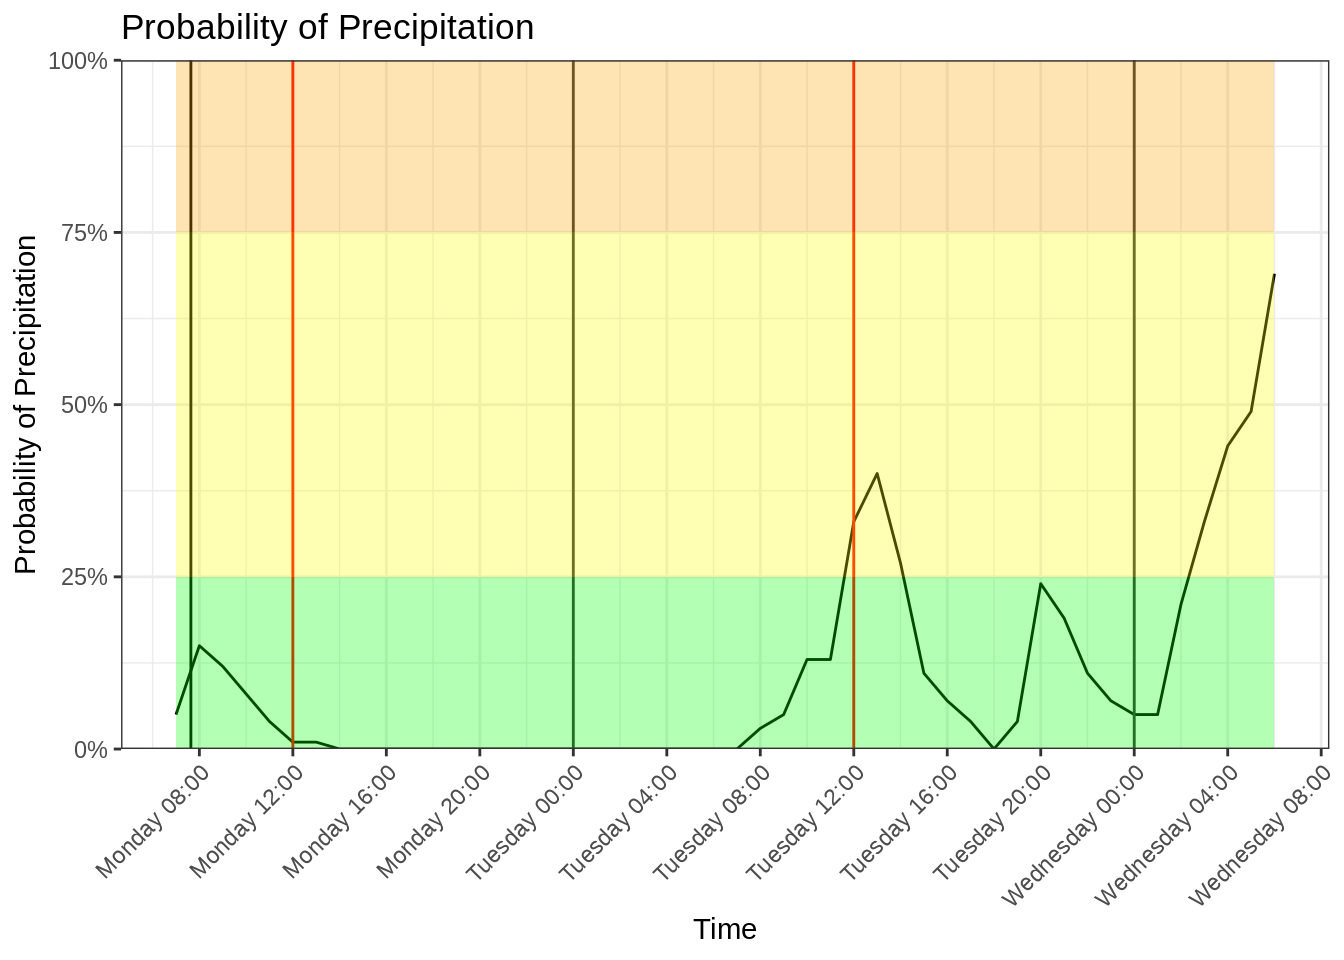 Probability of Precipitation
Probability of Precipitation
100%
75%
50%
25%
0%
Monday 08:00
Monday 12:00
Monday 16:00
Monday 20:00
Tuesday 00:00
Tuesday 04:00
Tuesday 08:00
Tuesday 12:00
Tuesday 16:00
Tuesday 20:00
Wednesday 00:00
Wednesday 04:00
Wednesday 08:00
Time